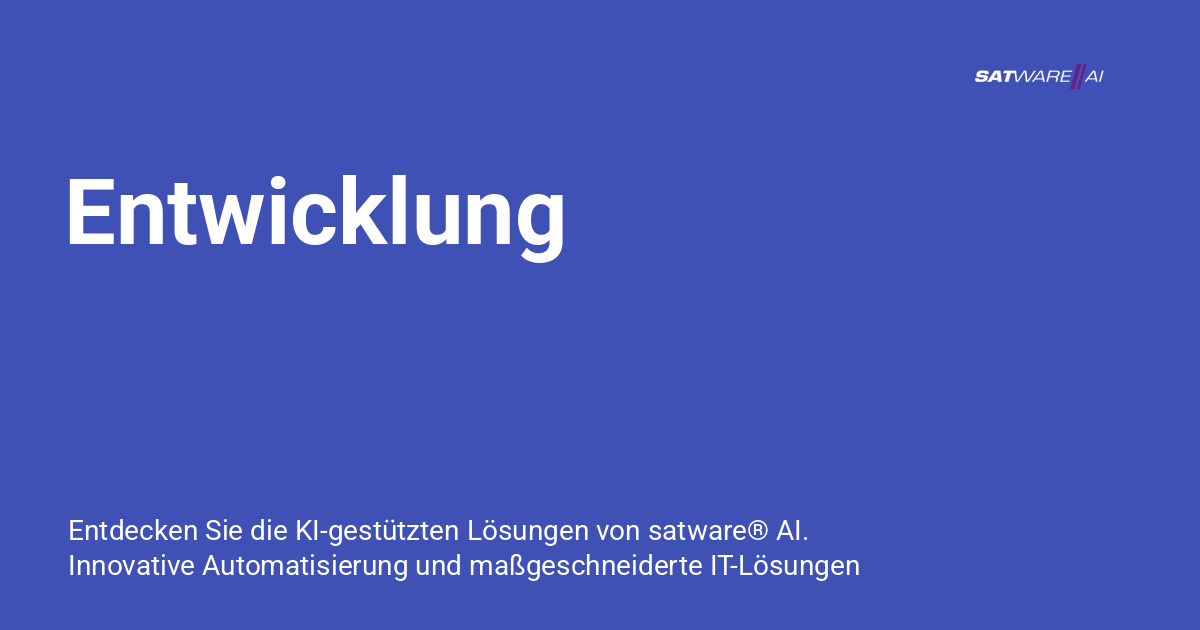 SATWARE//AI
Entwicklung
Entdecken Sie die KI-gestützten Lösungen von satware® AI.
Innovative Automatisierung und maßgeschneiderte IT-Lösungen